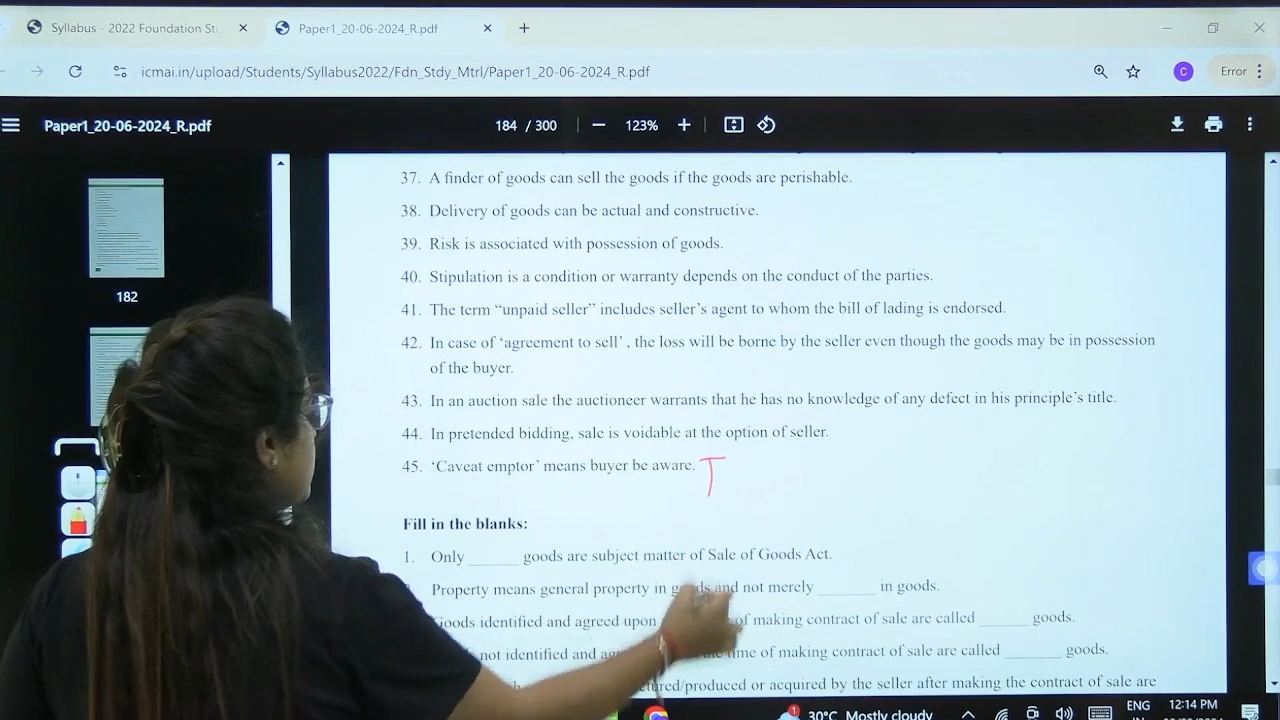 Syllabus - 2022 Foundation Stu
Paper1_20-06-2024_R.pdf
icmai.in/upload/Students/Syllabus2022/Fdn_Stdy_Mtrl/Paper1_20-06-2024_R.pdf
C
Error
Paper1_20-06-2024_R.pdf
184 / 300
123%
182
37. A finder of goods can sell the goods if the goods are perishable.
38. Delivery of goods can be actual and constructive.
39. Risk is associated with possession of goods.
40. Stipulation is a condition or warranty depends on the conduct of the parties.
41. The term “unpaid seller” includes seller’s agent to whom the bill of lading is endorsed.
42. In case of ‘agreement to sell’ , the loss will be borne by the seller even though the goods may be in possession
of the buyer.
43. In an auction sale the auctioneer warrants that he has no knowledge of any defect in his principle’s title.
44. In pretended bidding, sale is voidable at the option of seller.
45. ‘Caveat emptor’ means buyer be aware. T
Fill in the blanks:
1. Only ______ goods are subject matter of Sale of Goods Act.
Property means general property in goods and not merely _______ in goods.
Goods identified and agreed upon of making contract of sale are called ______ goods.
not identified and time of making contract of sale are called _______ goods.
produced or acquired by the seller after making the contract of sale are
1
30°C Mostly cloudy
ENG
12:14 PM